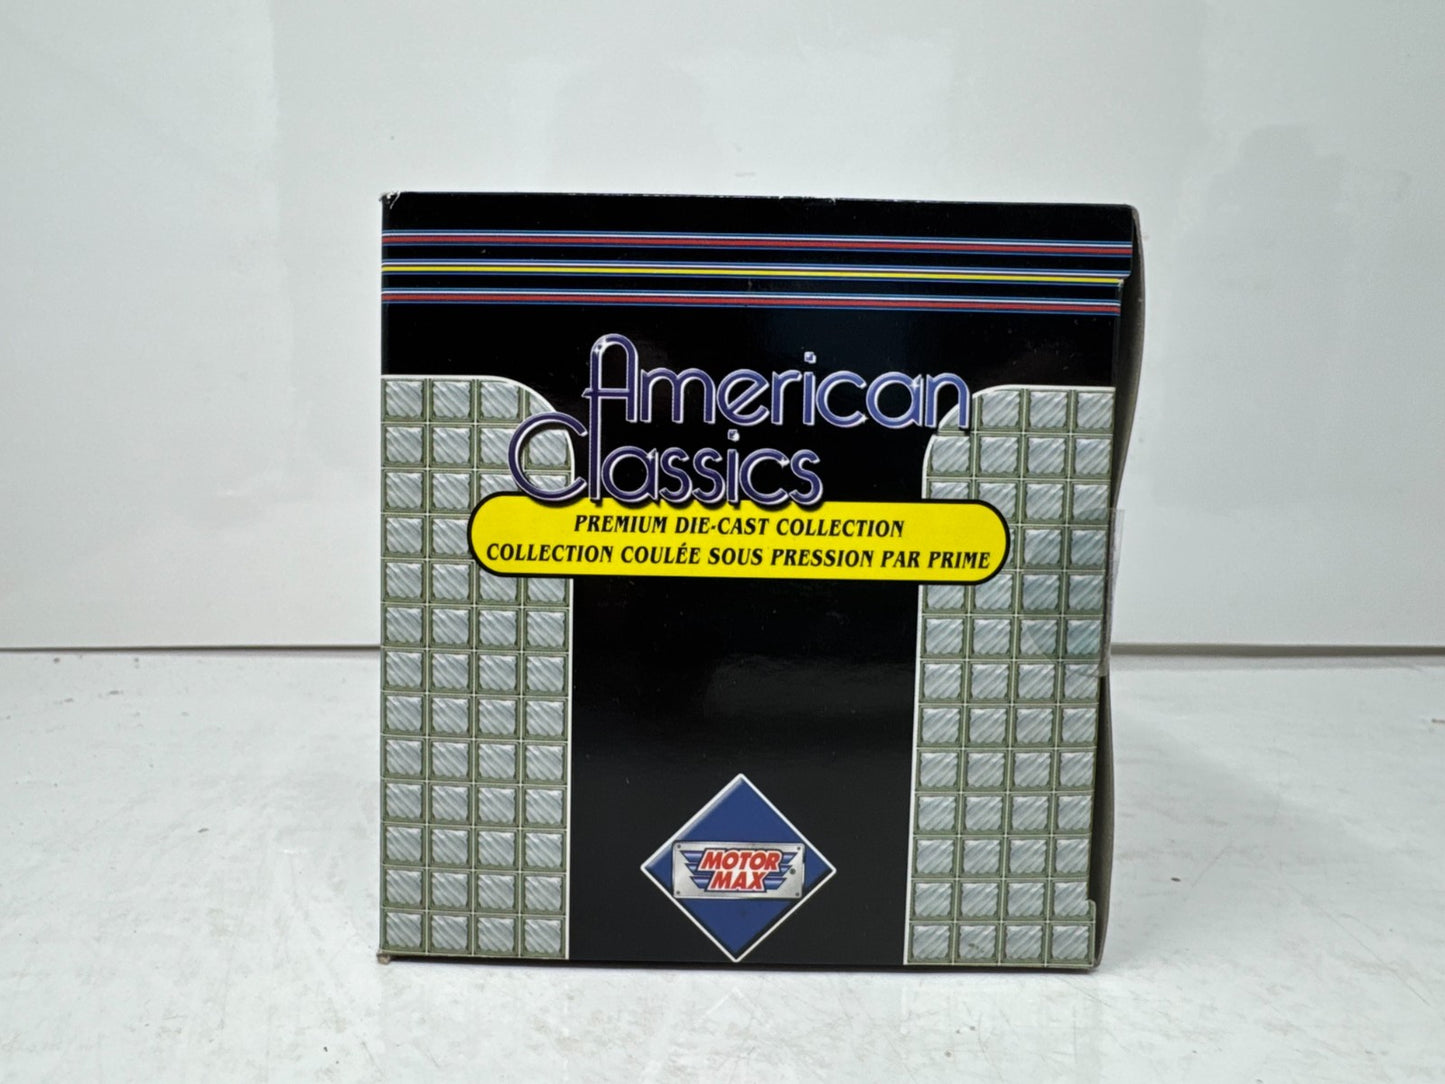 American
Classics
PREMIUM DIE-CAST COLLECTION
COLLECTION COULÉE SOUS PRESSION PAR PRIME
MOTOR
MAX